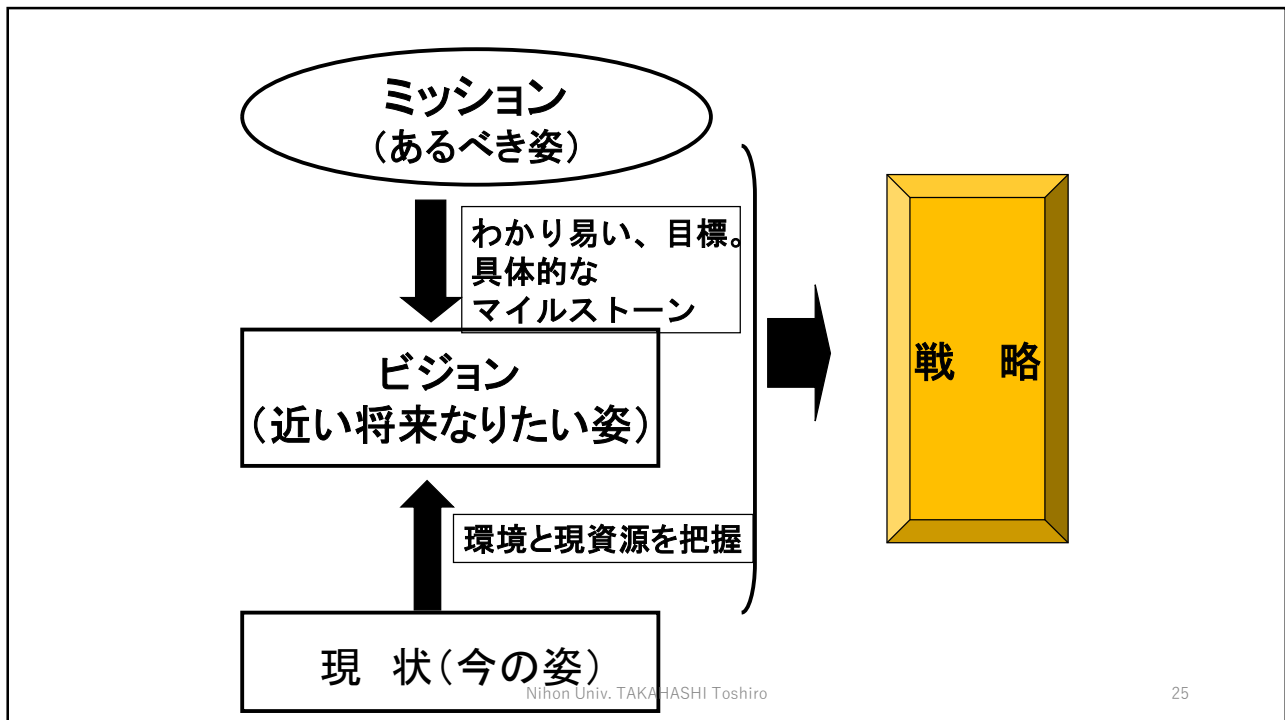 ミッション
（あるべき姿）
わかり易い、目標。
具体的な
マイルストーン
ビジョン
（近い将来なりたい姿）
戦　略
環境と現資源を把握
現　状（今の姿）
Nihon Univ. TAKAHASHI Toshiro
25